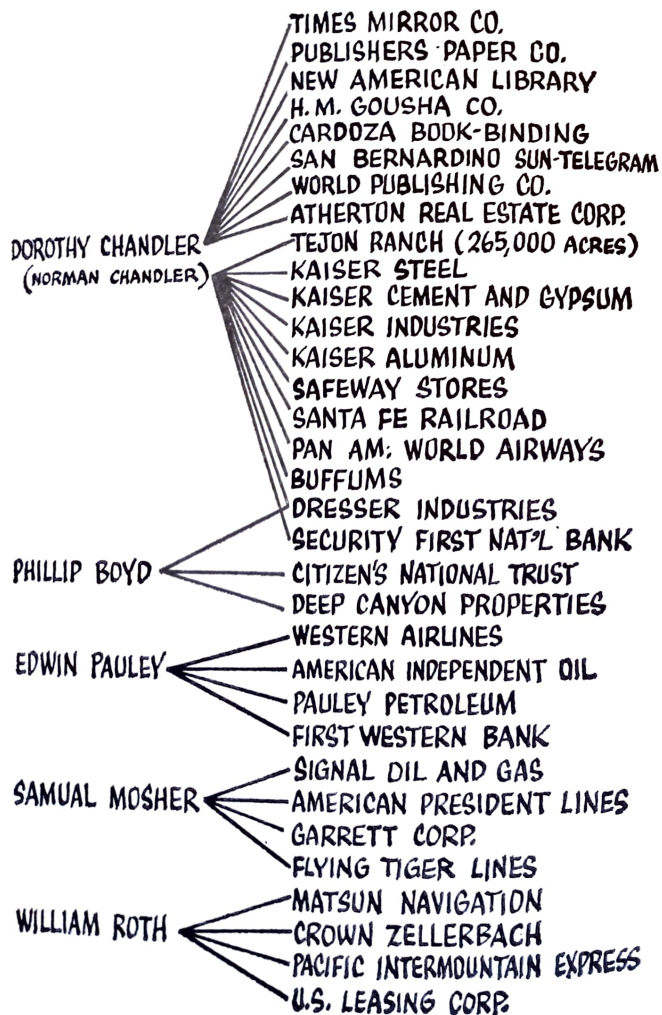 TIMES MIRROR CO.
PUBLISHERS PAPER CO.
NEW AMERICAN LIBRARY
H.M. GOUSHA CO.
CARDOZA BOOK-BINDING
SAN BERNARDINO SUN-TELEGRAM
WORLD PUBLISHING CO.
ATHERTON REAL ESTATE CORP.
DOROTHY CHANDLER
(NORMAN CHANDLER)
TEJON RANCH (265,000 ACRES)
KAISER STEEL
KAISER CEMENT AND GYPSUM
KAISER INDUSTRIES
KAISER ALUMINUM
SAFEWAY STORES
SANTA FE RAILROAD
PAN AM: WORLD AIRWAYS
BUFFUMS
DRESSER INDUSTRIES
SECURITY FIRST NAT'L BANK
PHILLIP BOYD
CITIZEN'S NATIONAL TRUST
DEEP CANYON PROPERTIES
WESTERN AIRLINES
EDWIN PAULEY
AMERICAN INDEPENDENT OIL
PAULEY PETROLEUM
FIRST WESTERN BANK
SIGNAL OIL AND GAS
SAMUAL MOSHER
AMERICAN PRESIDENT LINES
GARRETT CORP.
FLYING TIGER LINES
MATSUN NAVIGATION
WILLIAM ROTH
CROWN ZELLERBACH
PACIFIC INTERMOUNTAIN EXPRESS
U.S. LEASING CORP.